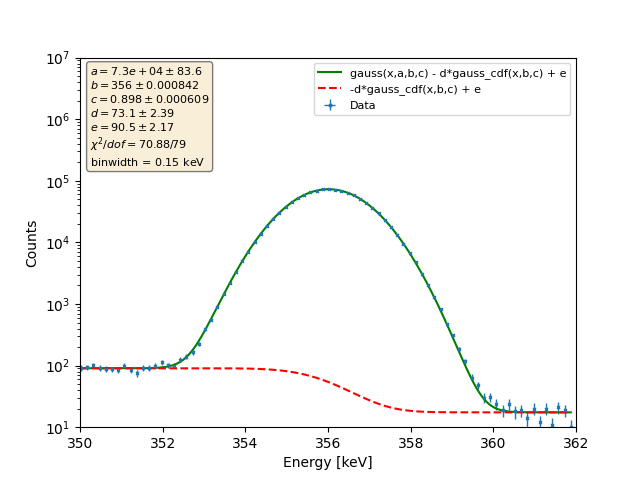 a = 7.3e + 04 ± 83.6
b = 356 ± 0.000842
c = 0.898 ± 0.000609
d = 73.1 ± 2.39
e = 90.5 ± 2.17
χ²/dof = 70.88/79
binwidth = 0.15 keV
gauss(x,a,b,c) - d*gauss_cdf(x,b,c) + e
-d*gauss_cdf(x,b,c) + e
Data
10⁷
10⁶
10⁵
10⁴
10³
10²
10¹
Counts
350 352 354 356 358 360 362
Energy [keV]